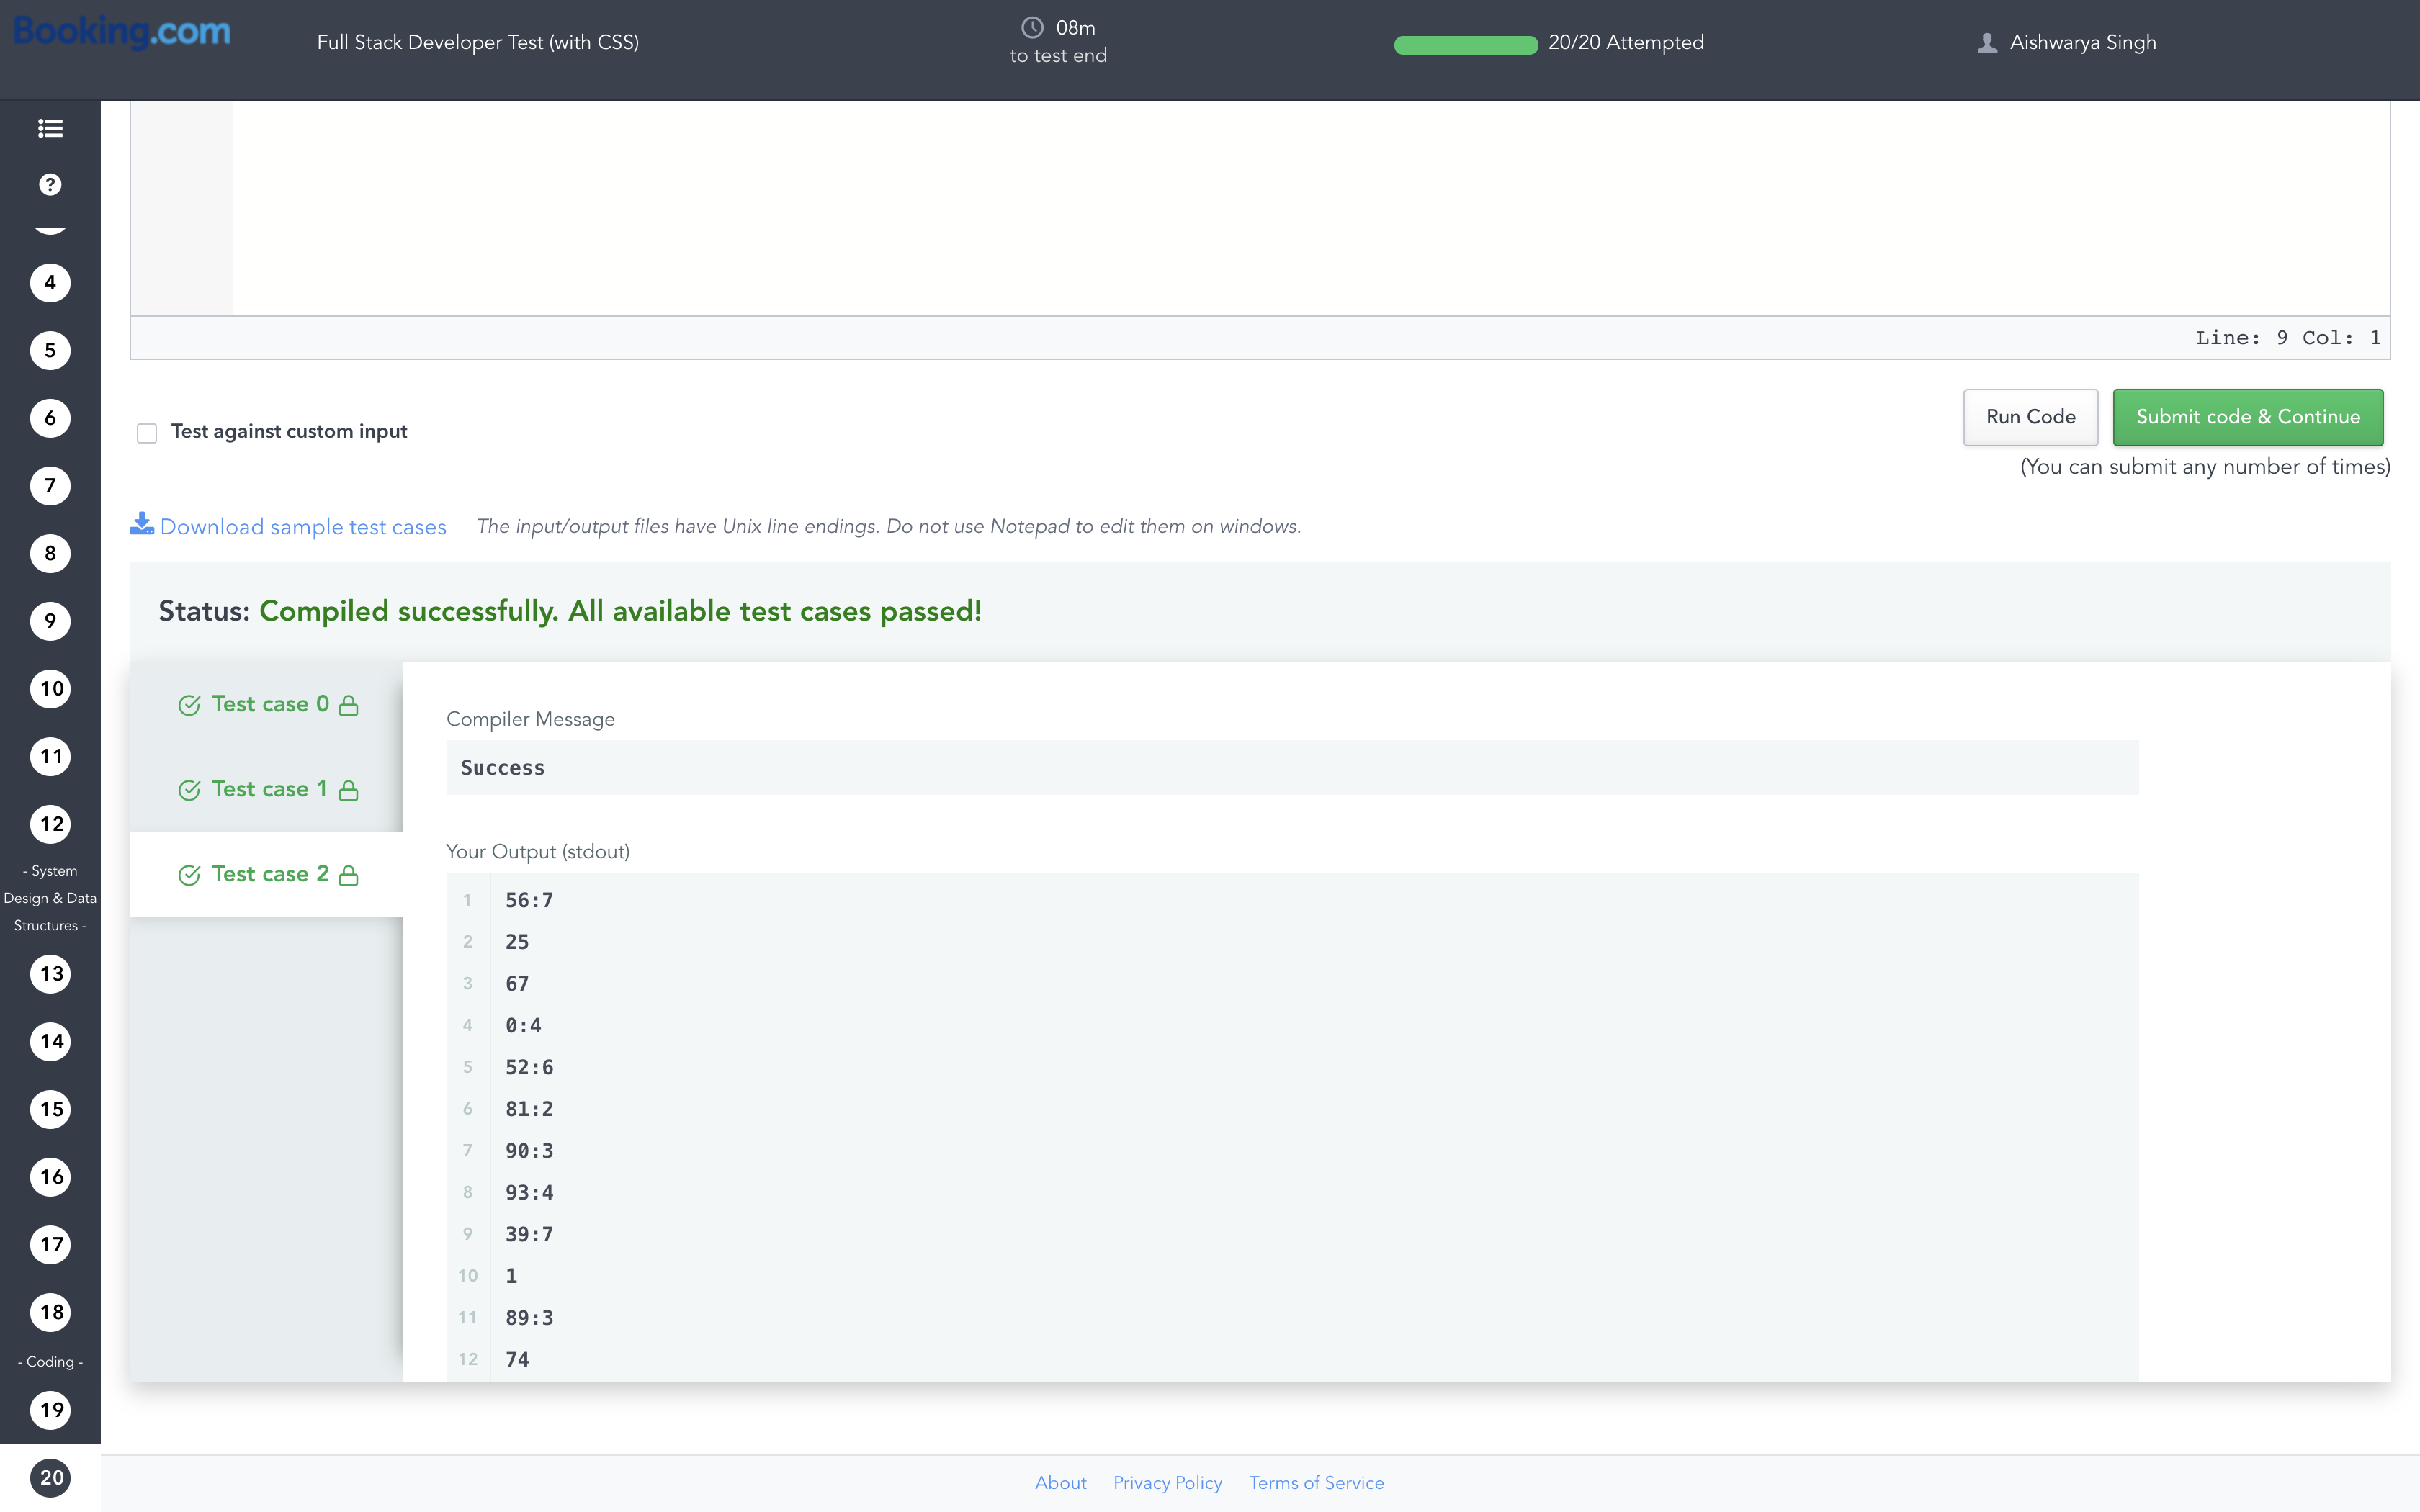 Booking.com
Full Stack Developer Test (with CSS)
08m
to test end
20/20 Attempted
Aishwarya Singh
4
5
6
7
8
9
10
11
12
- System
Design & Data
Structures -
13
14
15
16
17
18
- Coding -
19
20
Line: 9 Col: 1
Test against custom input
Run Code
Submit code & Continue
(You can submit any number of times)
Download sample test cases
The input/output files have Unix line endings. Do not use Notepad to edit them on windows.
Status: Compiled successfully. All available test cases passed!
Test case 0
Test case 1
Test case 2
Compiler Message
Success
Your Output (stdout)
1 56:7
2 25
3 67
4 0:4
5 52:6
6 81:2
7 90:3
8 93:4
9 39:7
10 1
11 89:3
12 74
About Privacy Policy Terms of Service